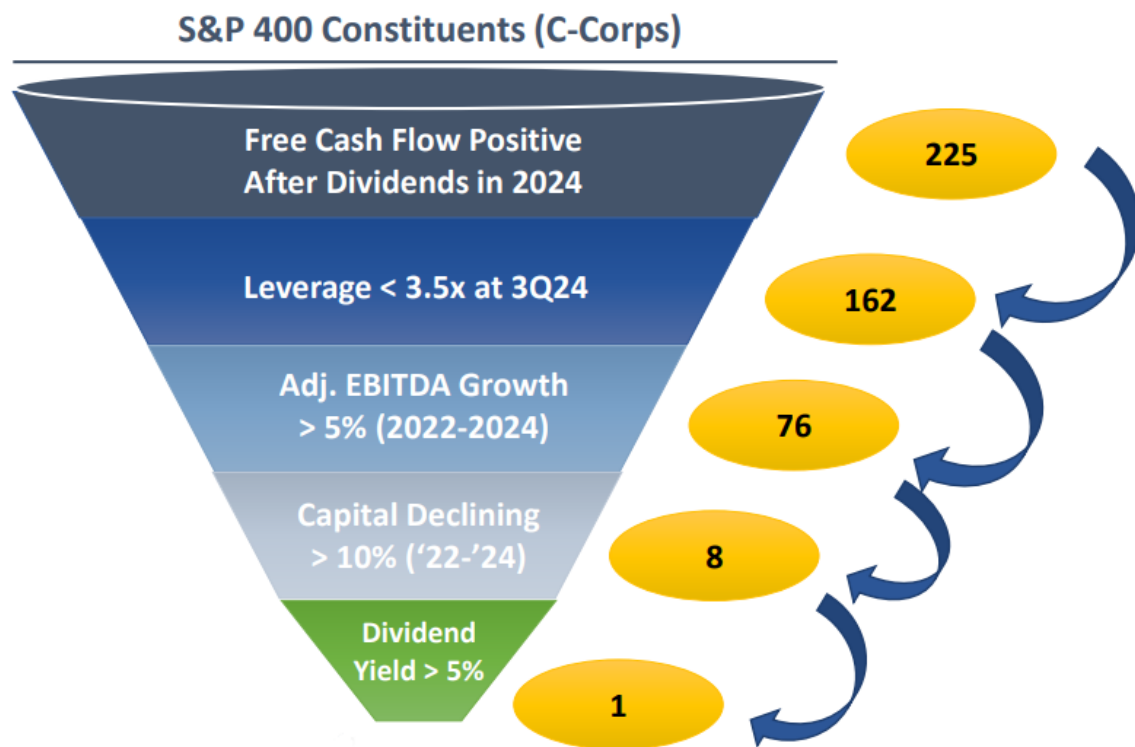 S&P 400 Constituents (C-Corps)
Free Cash Flow Positive
After Dividends in 2024
225
Leverage < 3.5x at 3Q24
162
Adj. EBITDA Growth
> 5% (2022-2024)
76
Capital Declining
> 10% (‘22-’24)
8
Dividend
Yield > 5%
1